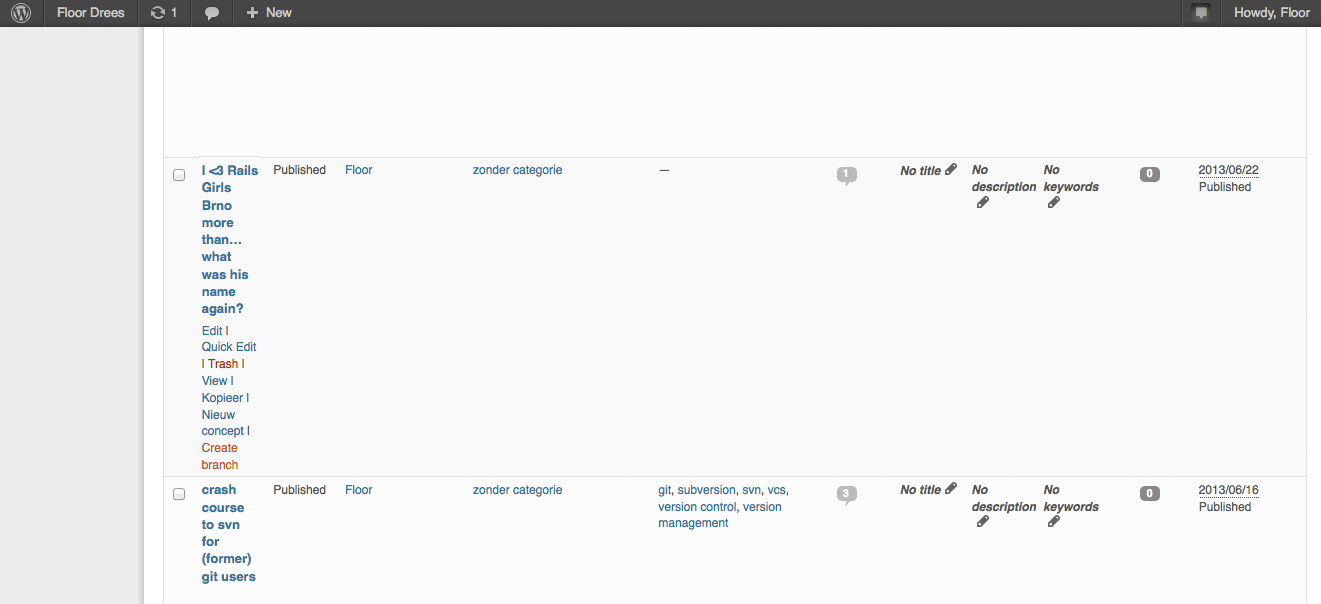 Floor Drees 1 + New Howdy, Floor
I <3 Rails Published Floor zonder categorie — 1 No title No No 0 2013/06/22
Girls description keywords Published
Brno
more
than...
what
was his
name
again?
Edit |
Quick Edit
| Trash |
View |
Kopieer |
Nieuw
concept |
Create
branch
crash Published Floor zonder categorie git, subversion, svn, vcs, 3 No title No No 0 2013/06/16
course version control, version description keywords Published
to svn management
for
(former)
git users